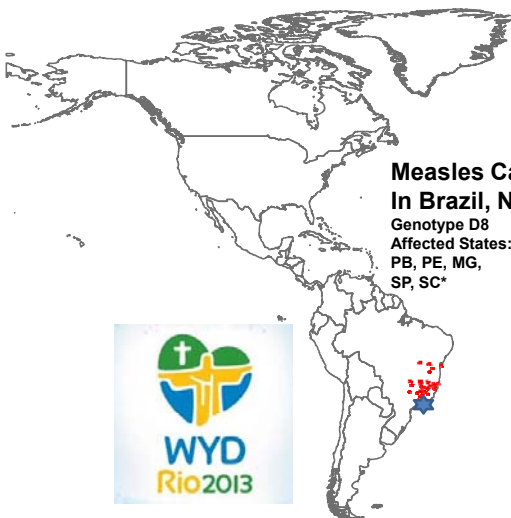 Measles Ca
In Brazil, N
Genotype D8
Affected States:
PB, PE, MG,
SP, SC*
WYD
Rio2013